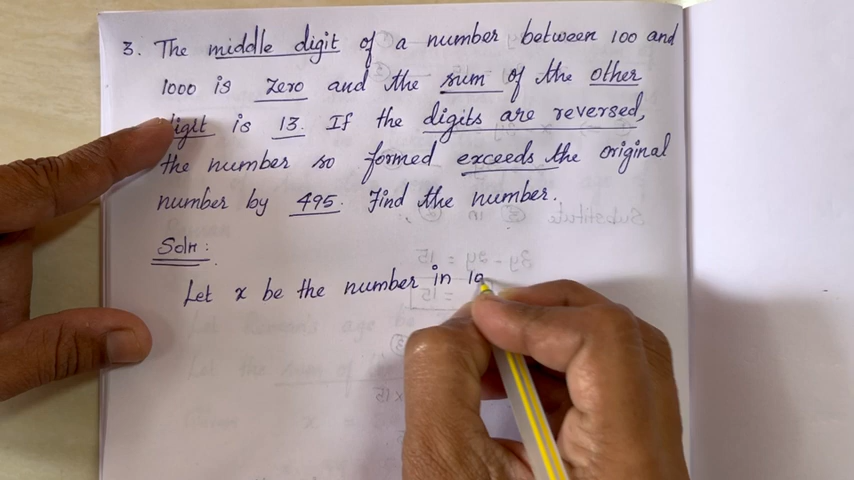 3. The middle digit of a number between 100 and
1000 is zero and the sum of the other
digit is 13. If the digits are reversed,
the number so formed exceeds the original
number by 495. Find the number.
Soln:
Let x be the number in 10